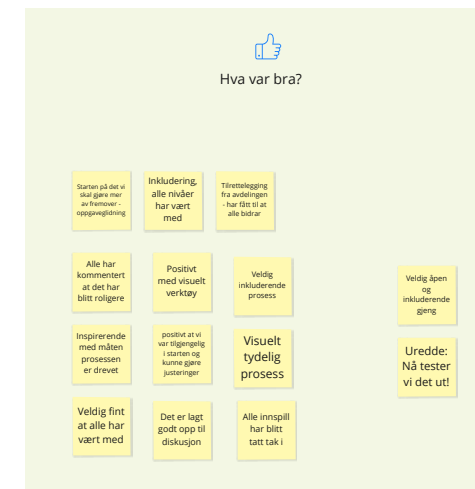 Hva var bra?
Starten på det vi
skal gjøre mer
av fremover -
oppgaveglidning
Inkludering,
alle nivåer
har vært
med
Tilrettelegging
fra avdelingen
- har fått til at
alle bidrar
Alle har
kommentert
at det har
blitt roligere
Positivt
med visuelt
verktøy
Veldig
inkluderende
prosess
Veldig åpen
og
inkluderende
gjeng
Inspirerende
med måten
prosessen
er drevet
positivt at vi
var tilgjengelig
i starten og
kunne gjøre
justeringer
Visuelt
tydelig
prosess
Uredde:
Nå tester
vi det ut!
Veldig fint
at alle har
vært med
Det er lagt
godt opp til
diskusjon
Alle innspill
har blitt
tatt tak i